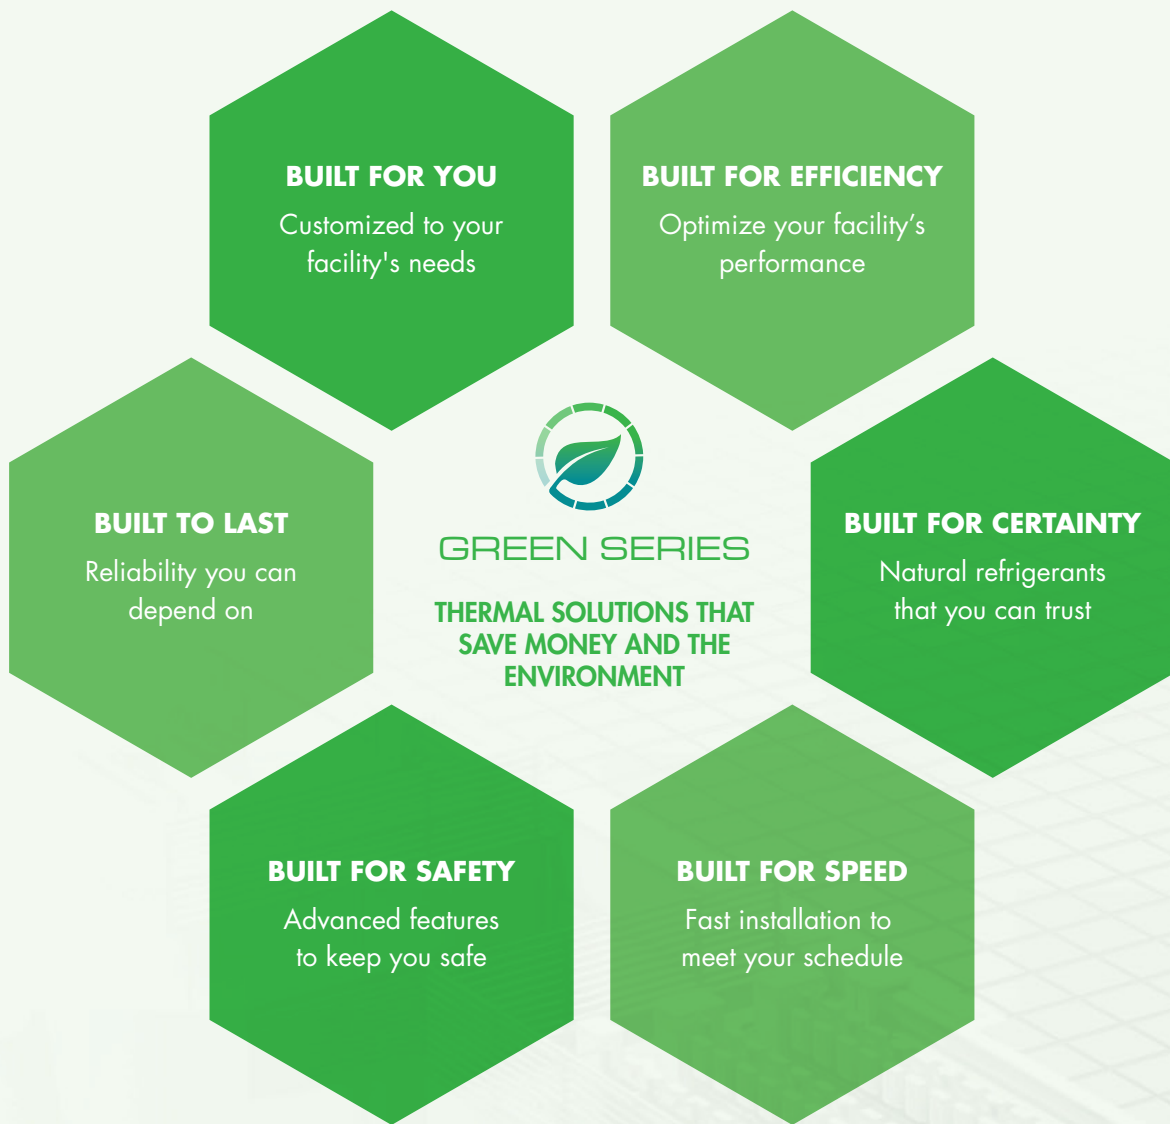 BUILT FOR YOU
Customized to your
facility's needs
BUILT FOR EFFICIENCY
Optimize your facility’s
performance
BUILT TO LAST
Reliability you can
depend on
GREEN SERIES
THERMAL SOLUTIONS THAT
SAVE MONEY AND THE
ENVIRONMENT
BUILT FOR CERTAINTY
Natural refrigerants
that you can trust
BUILT FOR SAFETY
Advanced features
to keep you safe
BUILT FOR SPEED
Fast installation to
meet your schedule